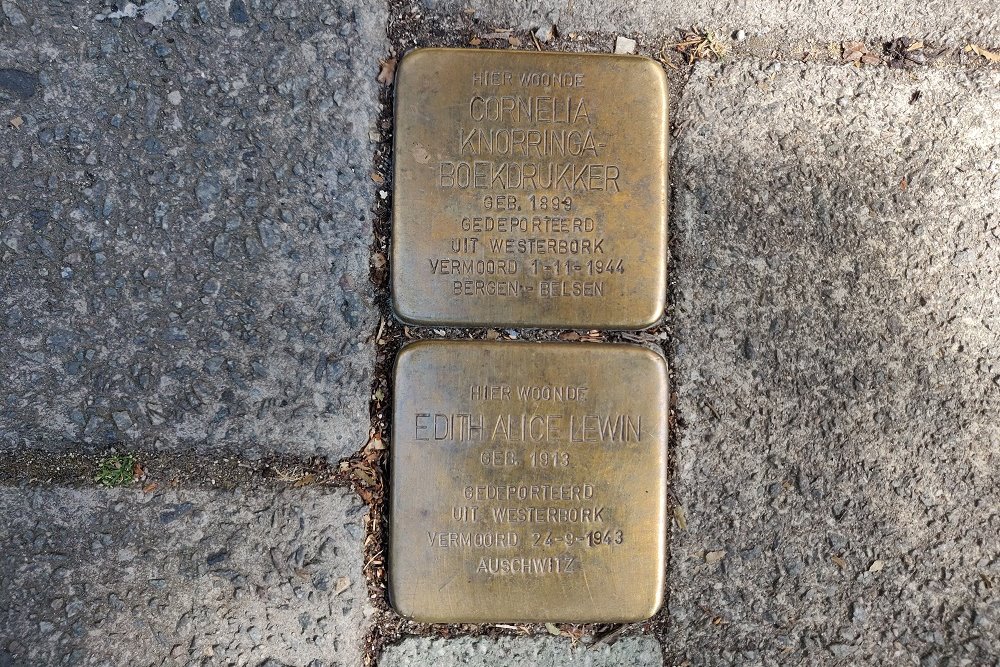 HIER WOONDE
CORNELIA
KNORRINGA-
BOEKDRUKKER
GEB. 1899
GEDEPORTEERD
UIT WESTERBORK
VERMOORD 1-11-1944
BERGEN-BELSEN
HIER WOONDE
EDITH ALICE LEWIN
GEB. 1913
GEDEPORTEERD
UIT WESTERBORK
VERMOORD 24-9-1943
AUSCHWITZ